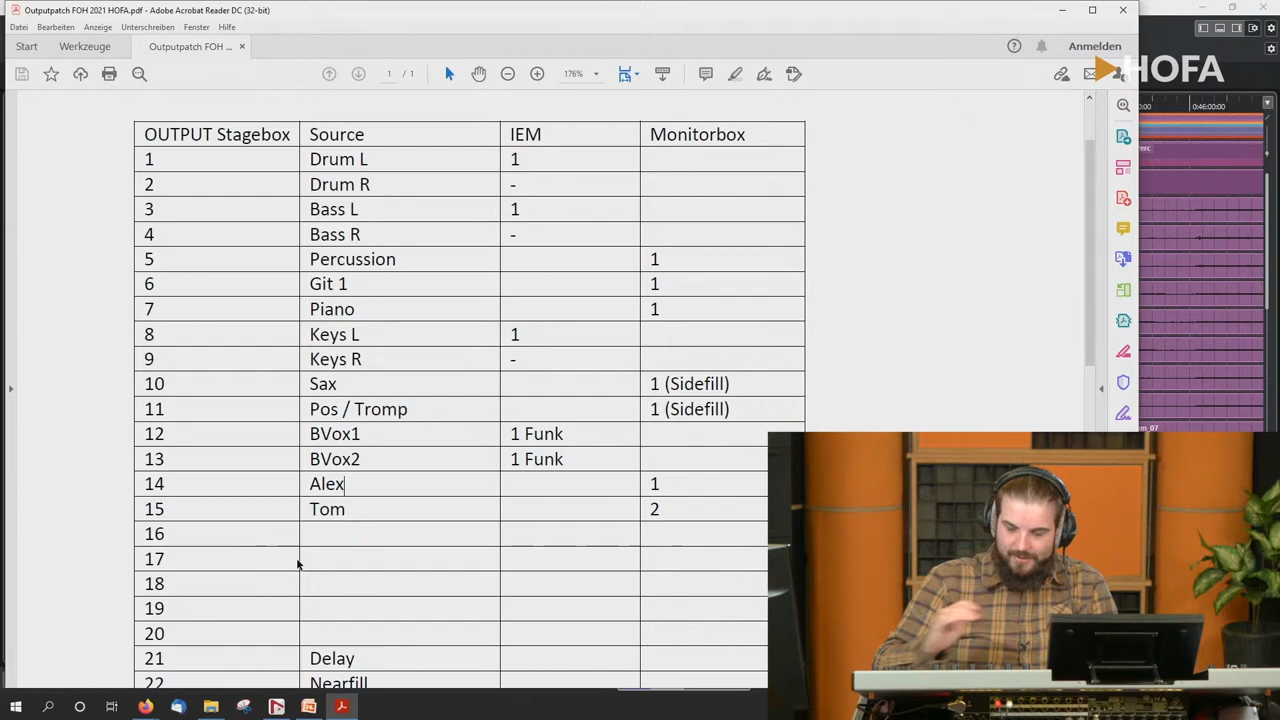 Outputpatch FOH 2021 HOFA.pdf - Adobe Acrobat Reader DC (32-bit)
Datei Bearbeiten Anzeige Unterschreiben Fenster Hilfe
Start Werkzeuge Outputpatch FOH ... Anmelden
1 / 1 176%
HOFA
0:46:00:00
OUTPUT Stagebox Source IEM Monitorbox
1 Drum L 1
2 Drum R -
3 Bass L 1
4 Bass R -
5 Percussion 1
6 Git 1 1
7 Piano 1
8 Keys L 1
9 Keys R -
10 Sax 1 (Sidefill)
11 Pos / Tromp 1 (Sidefill)
12 BVox1 1 Funk
13 BVox2 1 Funk
14 Alex 1
15 Tom 2
16
17
18
19
20
21 Delay
22 Nearfill